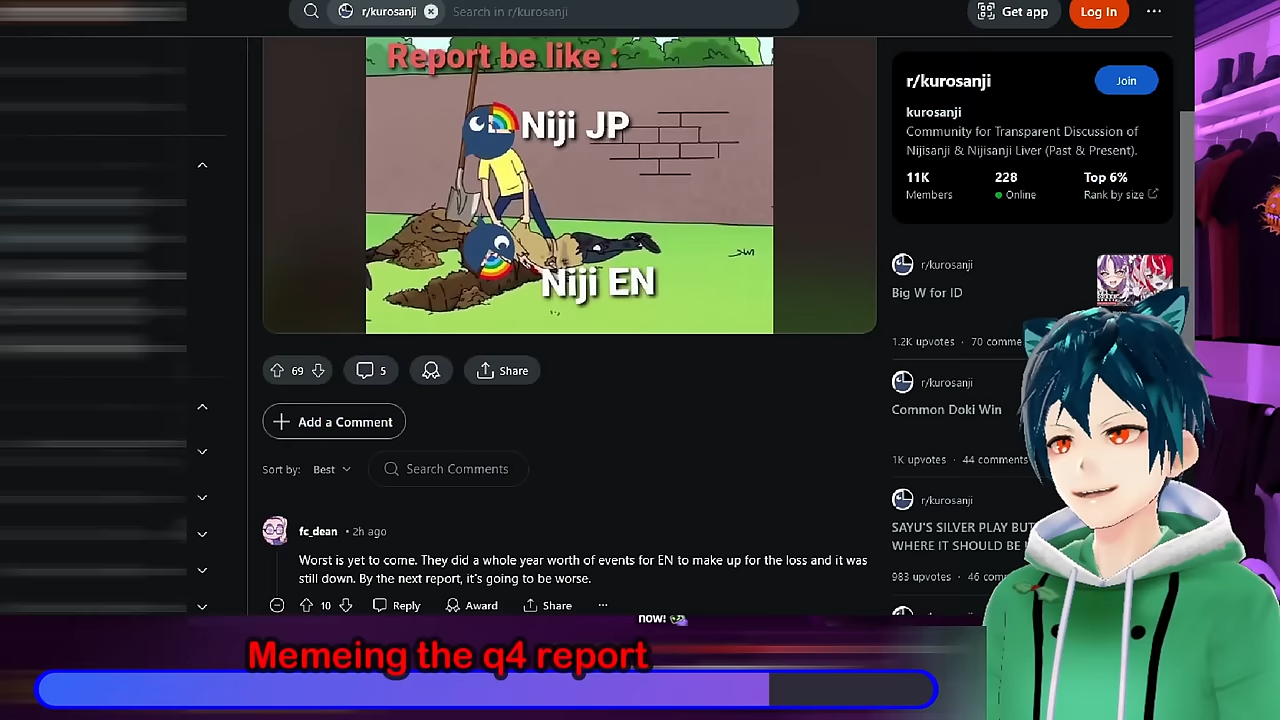 r/kurosanji
Search in r/kurosanji
Get app
Log In
Report be like :
Niji JP
Niji EN
r/kurosanji
Join
kurosanji
Community for Transparent Discussion of
Nijisanji & Nijisanji Liver (Past & Present).
11K
228
Top 6%
Members
Online
Rank by size
r/kurosanji
Big W for ID
1.2K upvotes · 70 comme
r/kurosanji
Common Doki Win
1K upvotes · 44 comments
r/kurosanji
SAYU'S SILVER PLAY BUT
WHERE IT SHOULD BE
983 upvotes · 46 com
69
5
Share
Add a Comment
Sort by:
Best
Search Comments
fc_dean · 2h ago
Worst is yet to come. They did a whole year worth of events for EN to make up for the loss and it was
still down. By the next report, it's going to be worse.
10
Reply
Award
Share
now!
Memeing the q4 report